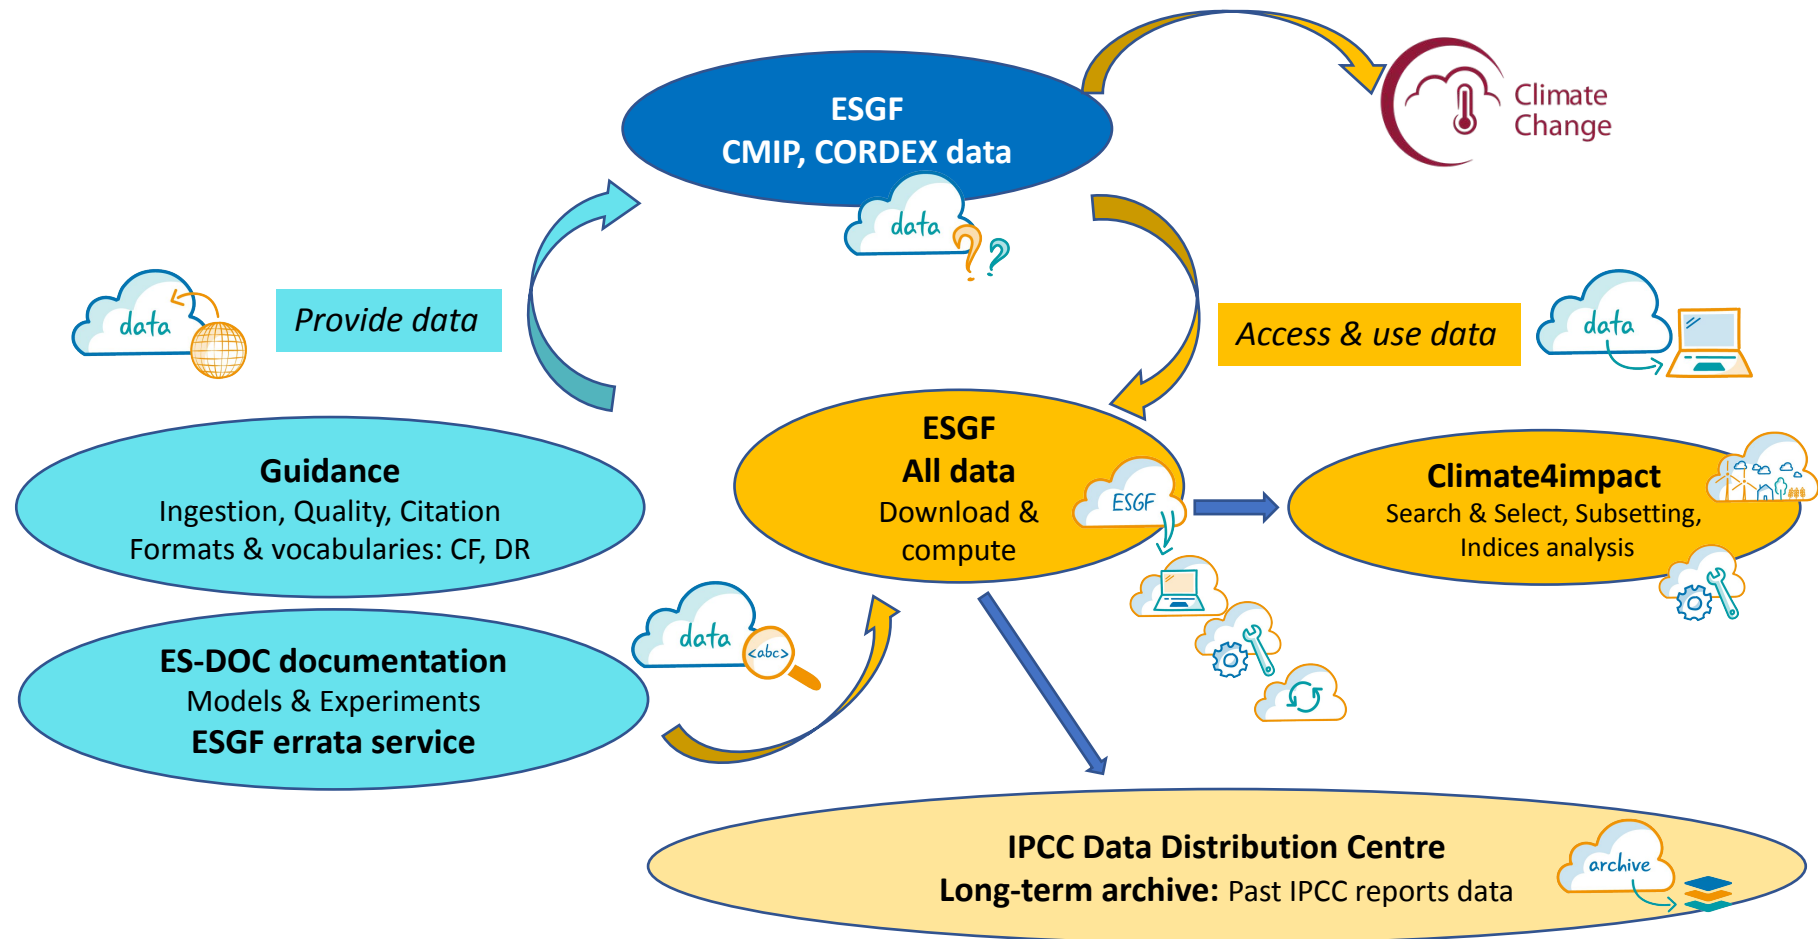 ESGF
CMIP, CORDEX data
data
Climate
Change
data
Provide data
Access & use data
data
Guidance
Ingestion, Quality, Citation
Formats & vocabularies: CF, DR
ESGF
All data
Download &
compute
ESGF
Climate4impact
Search & Select, Subsetting,
Indices analysis
ES-DOC documentation
Models & Experiments
ESGF errata service
data
<abc>
IPCC Data Distribution Centre
Long-term archive: Past IPCC reports data
archive